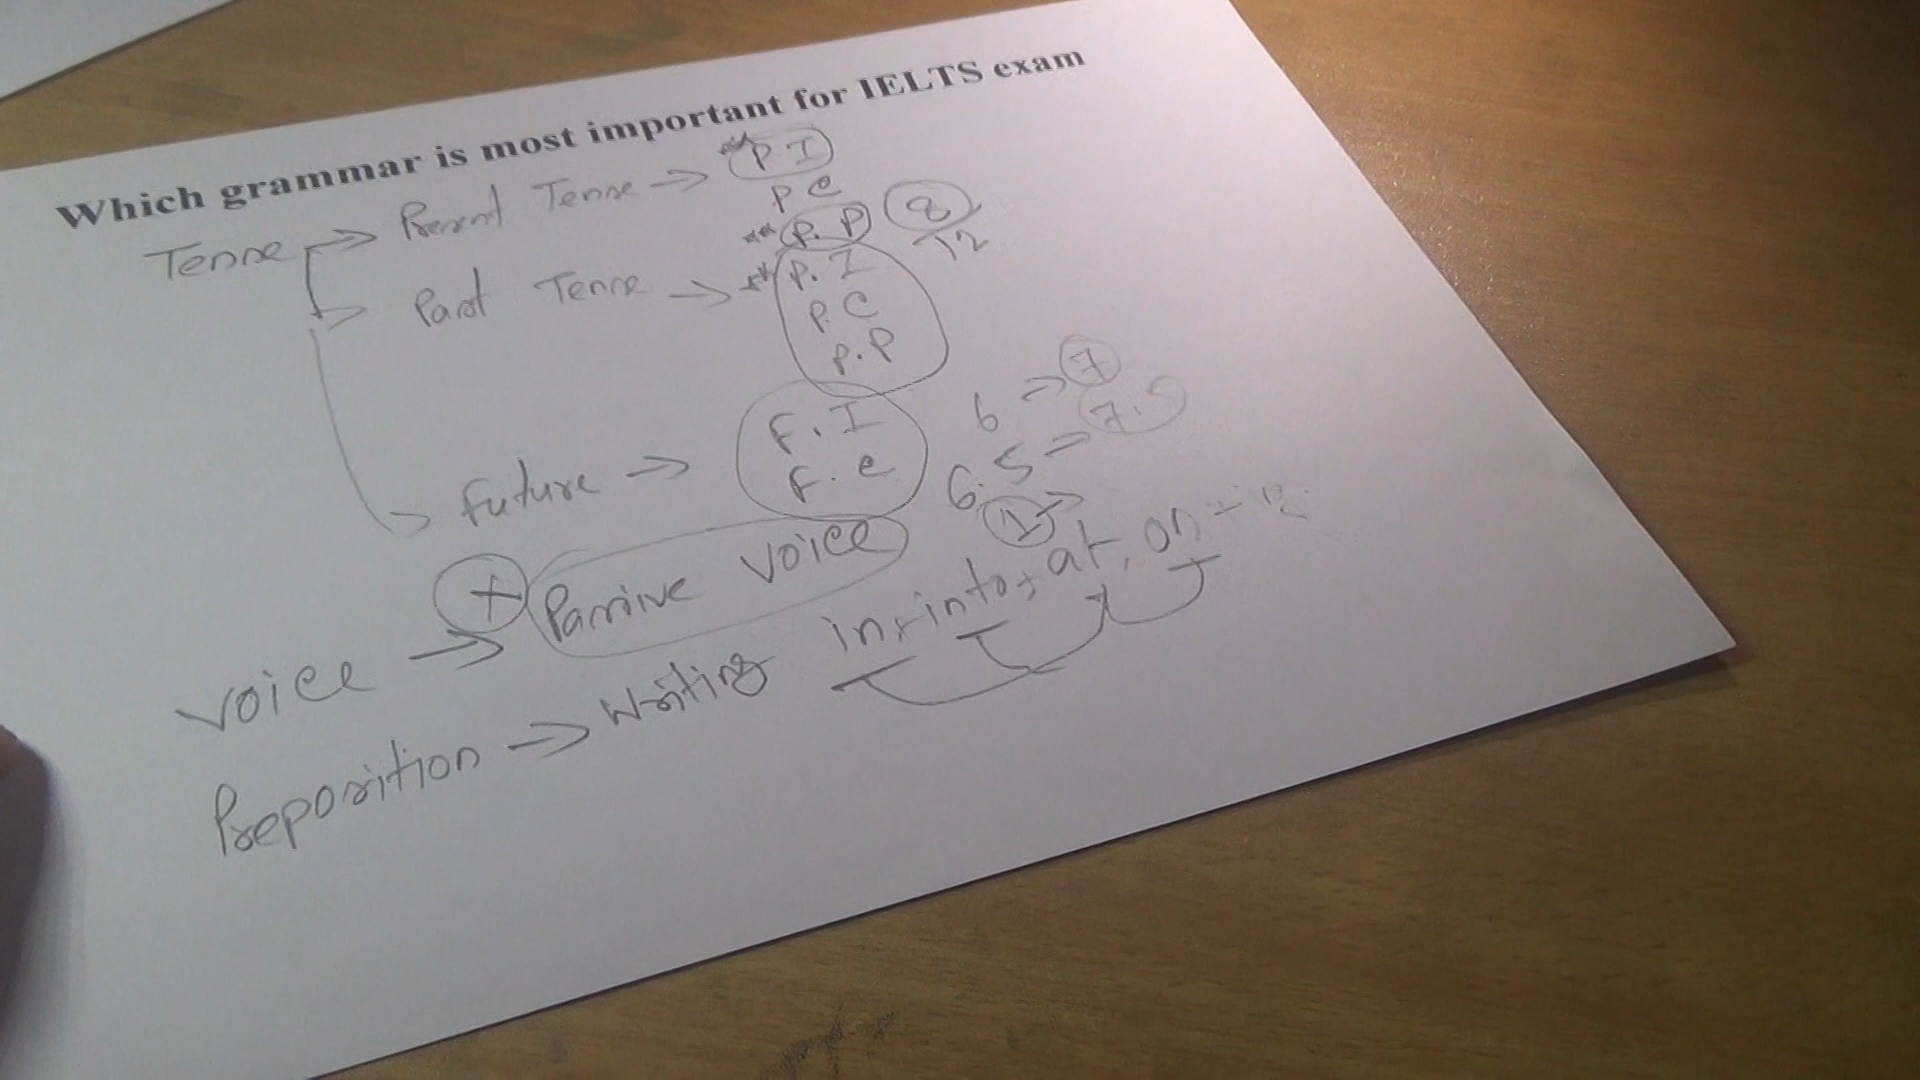 Which grammar is most important for IELTS exam
Tense → Present Tense → ** P I
P C
** P. P 8/12
Past Tense → ** P. I
P. C
P. P
Future → F. I
F. C
6 → 7
6.5 = 7.5
1 →
Voice → + Passive Voice
Preposition → Writing in, into, at, on